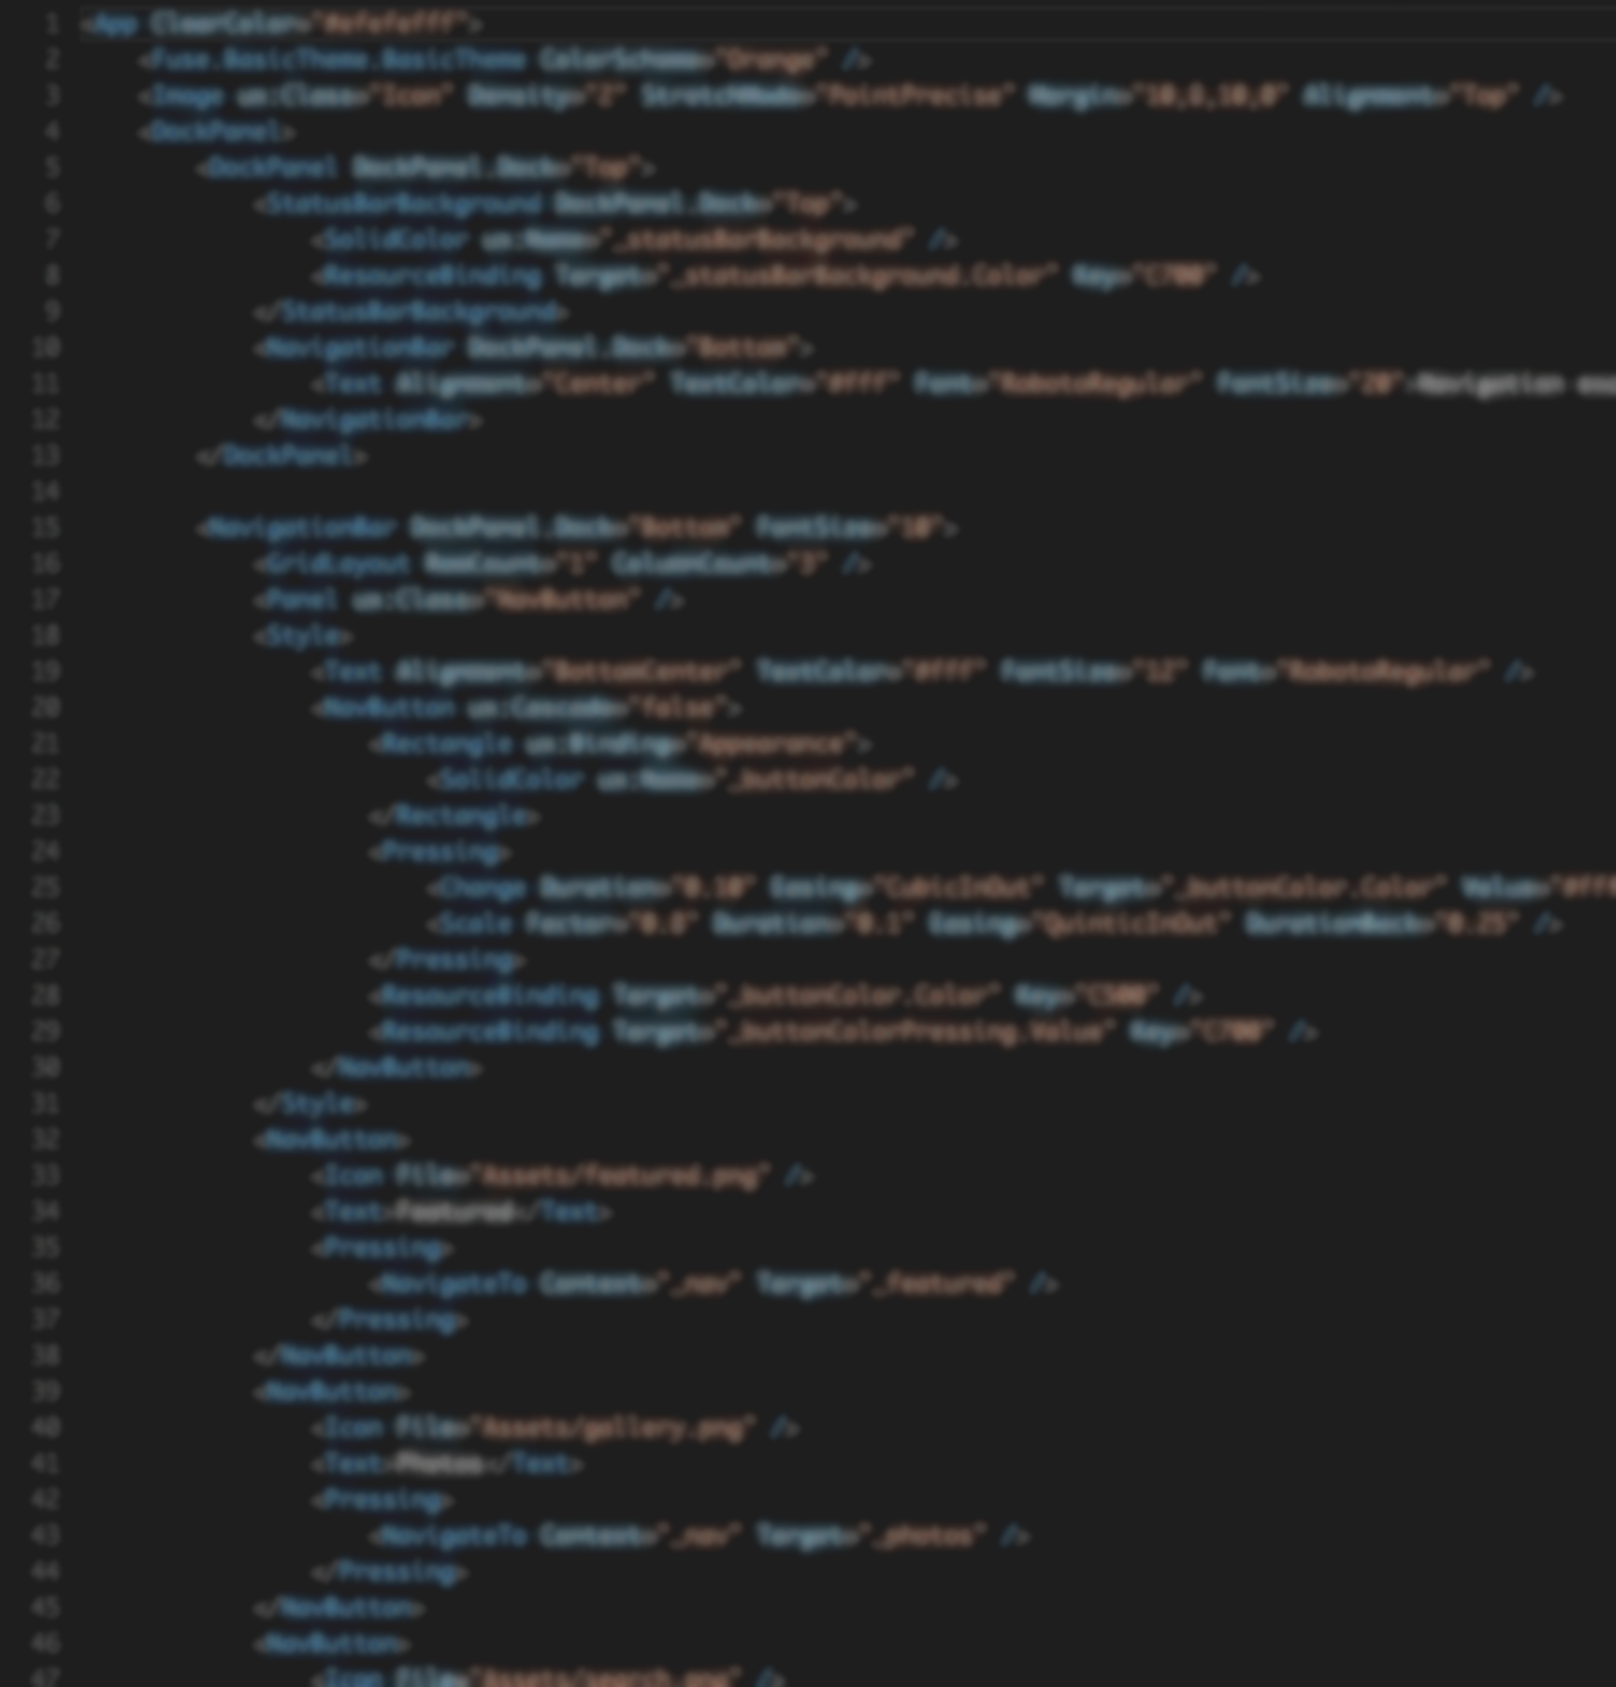 1 <App ClearColor="#efefefff">
2 <Fuse.BasicTheme.BasicTheme ColorScheme="Orange" />
3 <Image ux:Class="Icon" Density="2" StretchMode="PointPrecise" Margin="10,8,10,0" Alignment="Top" />
4 <DockPanel>
5 <DockPanel DockPanel.Dock="Top">
6 <StatusBarBackground DockPanel.Dock="Top">
7 <SolidColor ux:Name="_statusBarBackground" />
8 <ResourceBinding Target="_statusBarBackground.Color" Key="C700" />
9 </StatusBarBackground>
10 <NavigationBar DockPanel.Dock="Bottom">
11 <Text Alignment="Center" TextColor="#fff" Font="RobotoRegular" FontSize="20">Navigation
12 </NavigationBar>
13 </DockPanel>
14
15 <NavigationBar DockPanel.Dock="Bottom" FontSize="10">
16 <GridLayout RowCount="1" ColumnCount="3" />
17 <Panel ux:Class="NavButton" />
18 <Style>
19 <Text Alignment="BottomCenter" TextColor="#fff" FontSize="12" Font="RobotoRegular" />
20 <NavButton ux:Cascade="false">
21 <Rectangle ux:Binding="Appearance">
22 <SolidColor ux:Name="_buttonColor" />
23 </Rectangle>
24 <Pressing>
25 <Change Duration="0.10" Easing="CubicInOut" Target="_buttonColor.Color" Value="#fff
26 <Scale Factor="0.8" Duration="0.1" Easing="QuinticInOut" DurationBack="0.25" />
27 </Pressing>
28 <ResourceBinding Target="_buttonColor.Color" Key="C500" />
29 <ResourceBinding Target="_buttonColorPressing.Value" Key="C700" />
30 </NavButton>
31 </Style>
32 <NavButton>
33 <Icon File="Assets/featured.png" />
34 <Text>Featured</Text>
35 <Pressing>
36 <NavigateTo Context="_nav" Target="_featured" />
37 </Pressing>
38 </NavButton>
39 <NavButton>
40 <Icon File="Assets/gallery.png" />
41 <Text>Photos</Text>
42 <Pressing>
43 <NavigateTo Context="_nav" Target="_photos" />
44 </Pressing>
45 </NavButton>
46 <NavButton>
47 <Icon File="Assets/search.png" />